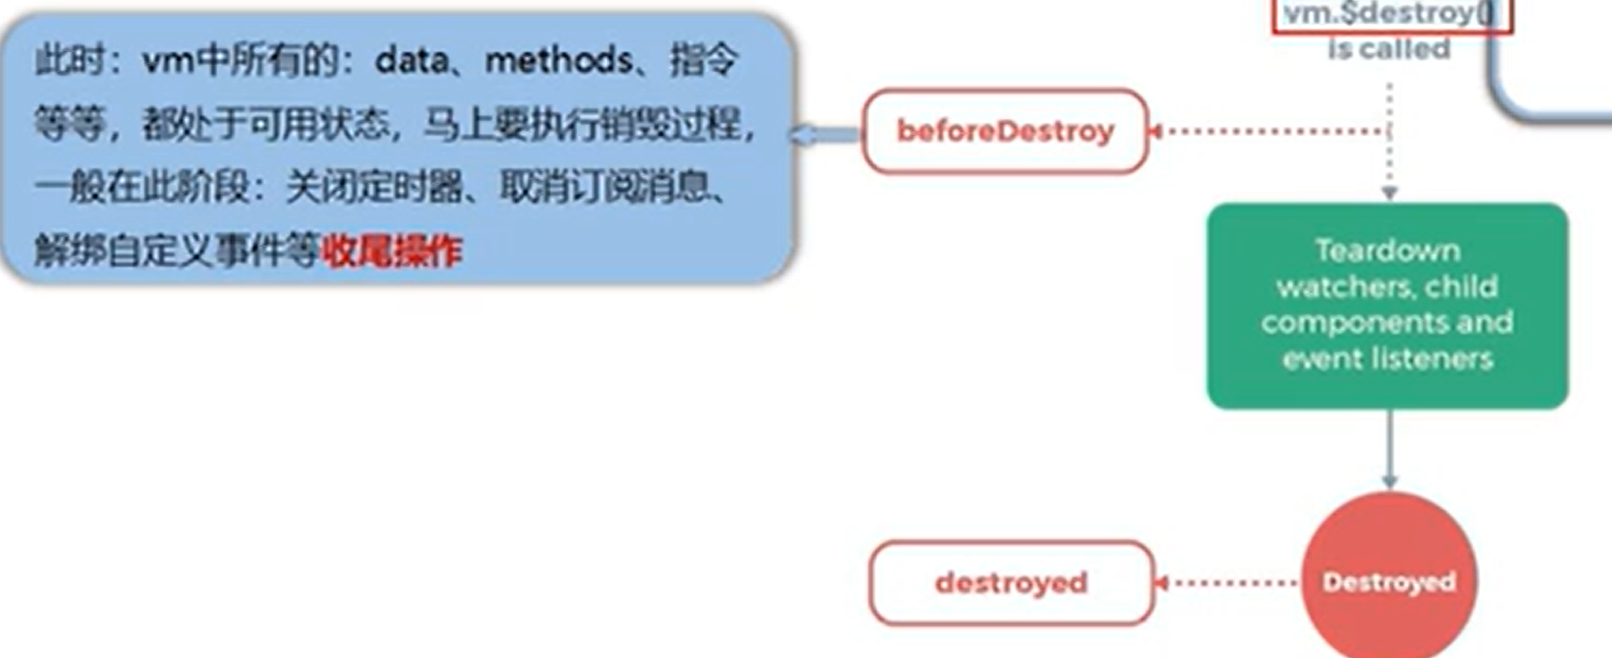 vm.$destroy()
is called
此时：vm中所有的：data、methods、指令
等等，都处于可用状态，马上要执行销毁过程，
一般在此阶段：关闭定时器、取消订阅消息、
解绑自定义事件等收尾操作
beforeDestroy
Teardown
watchers, child
components and
event listeners
destroyed
Destroyed